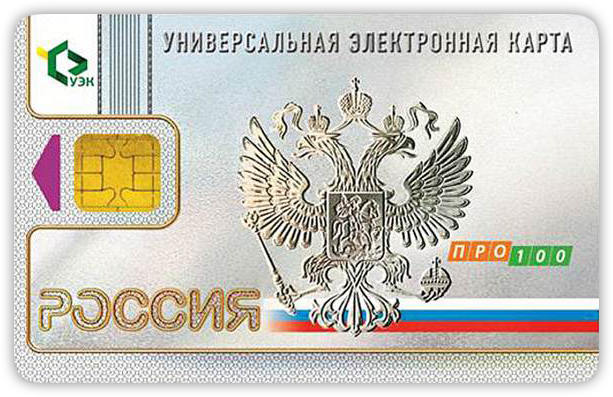 УЭК
УНИВЕРСАЛЬНАЯ ЭЛЕКТРОННАЯ КАРТА
ПРО100
РОССИЯ